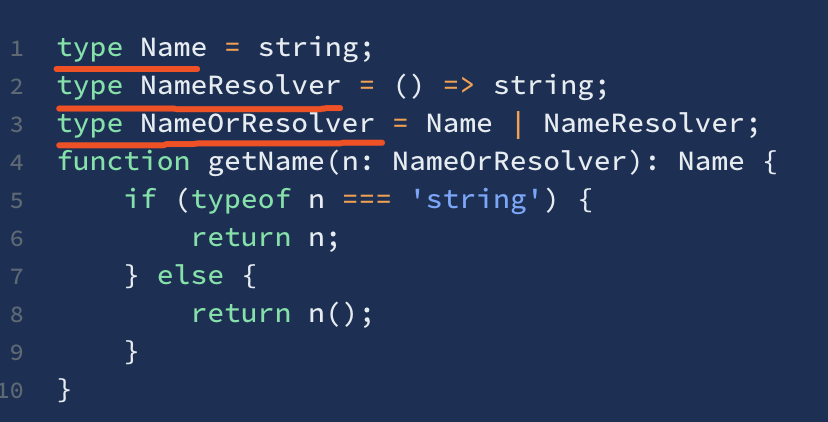 1 type Name = string;
2 type NameResolver = () => string;
3 type NameOrResolver = Name | NameResolver;
4 function getName(n: NameOrResolver): Name {
5     if (typeof n === 'string') {
6         return n;
7     } else {
8         return n();
9     }
10 }